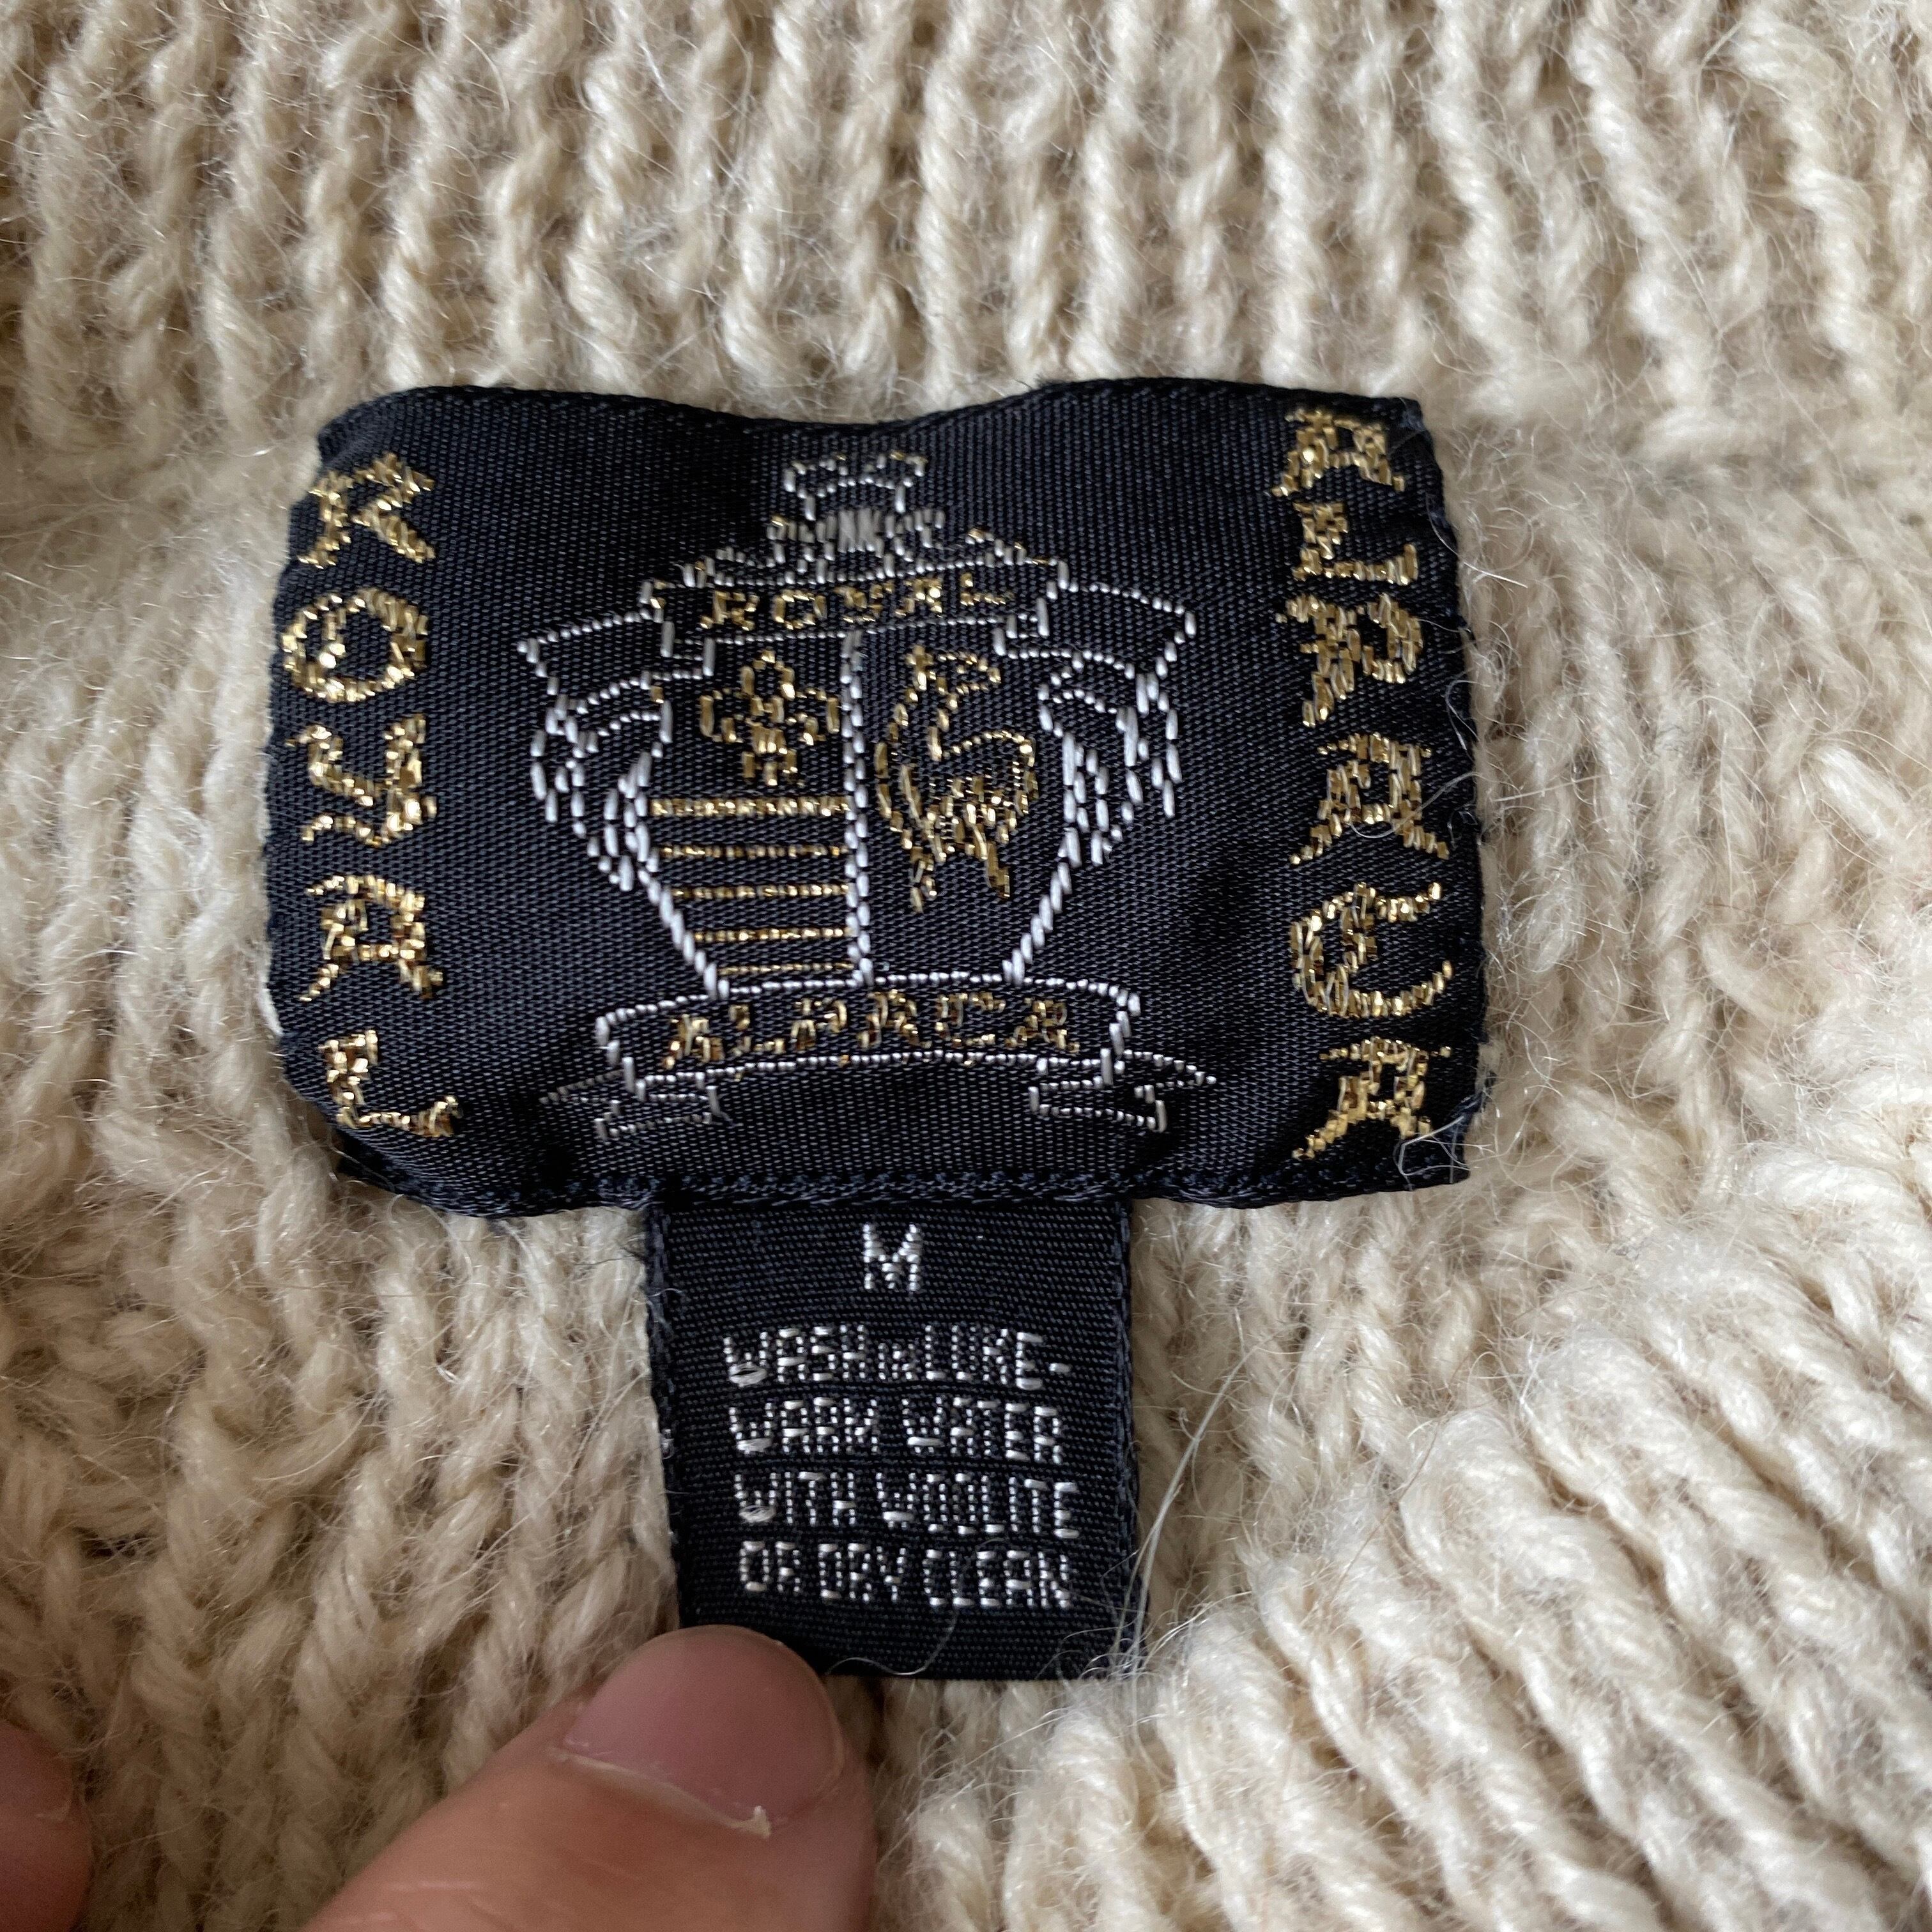 ROYAL
ROYAL
ALPACA
ALPACA
M
WASH IN LUKE-
WARM WATER
WITH WOOLITE
OR DRY CLEAN